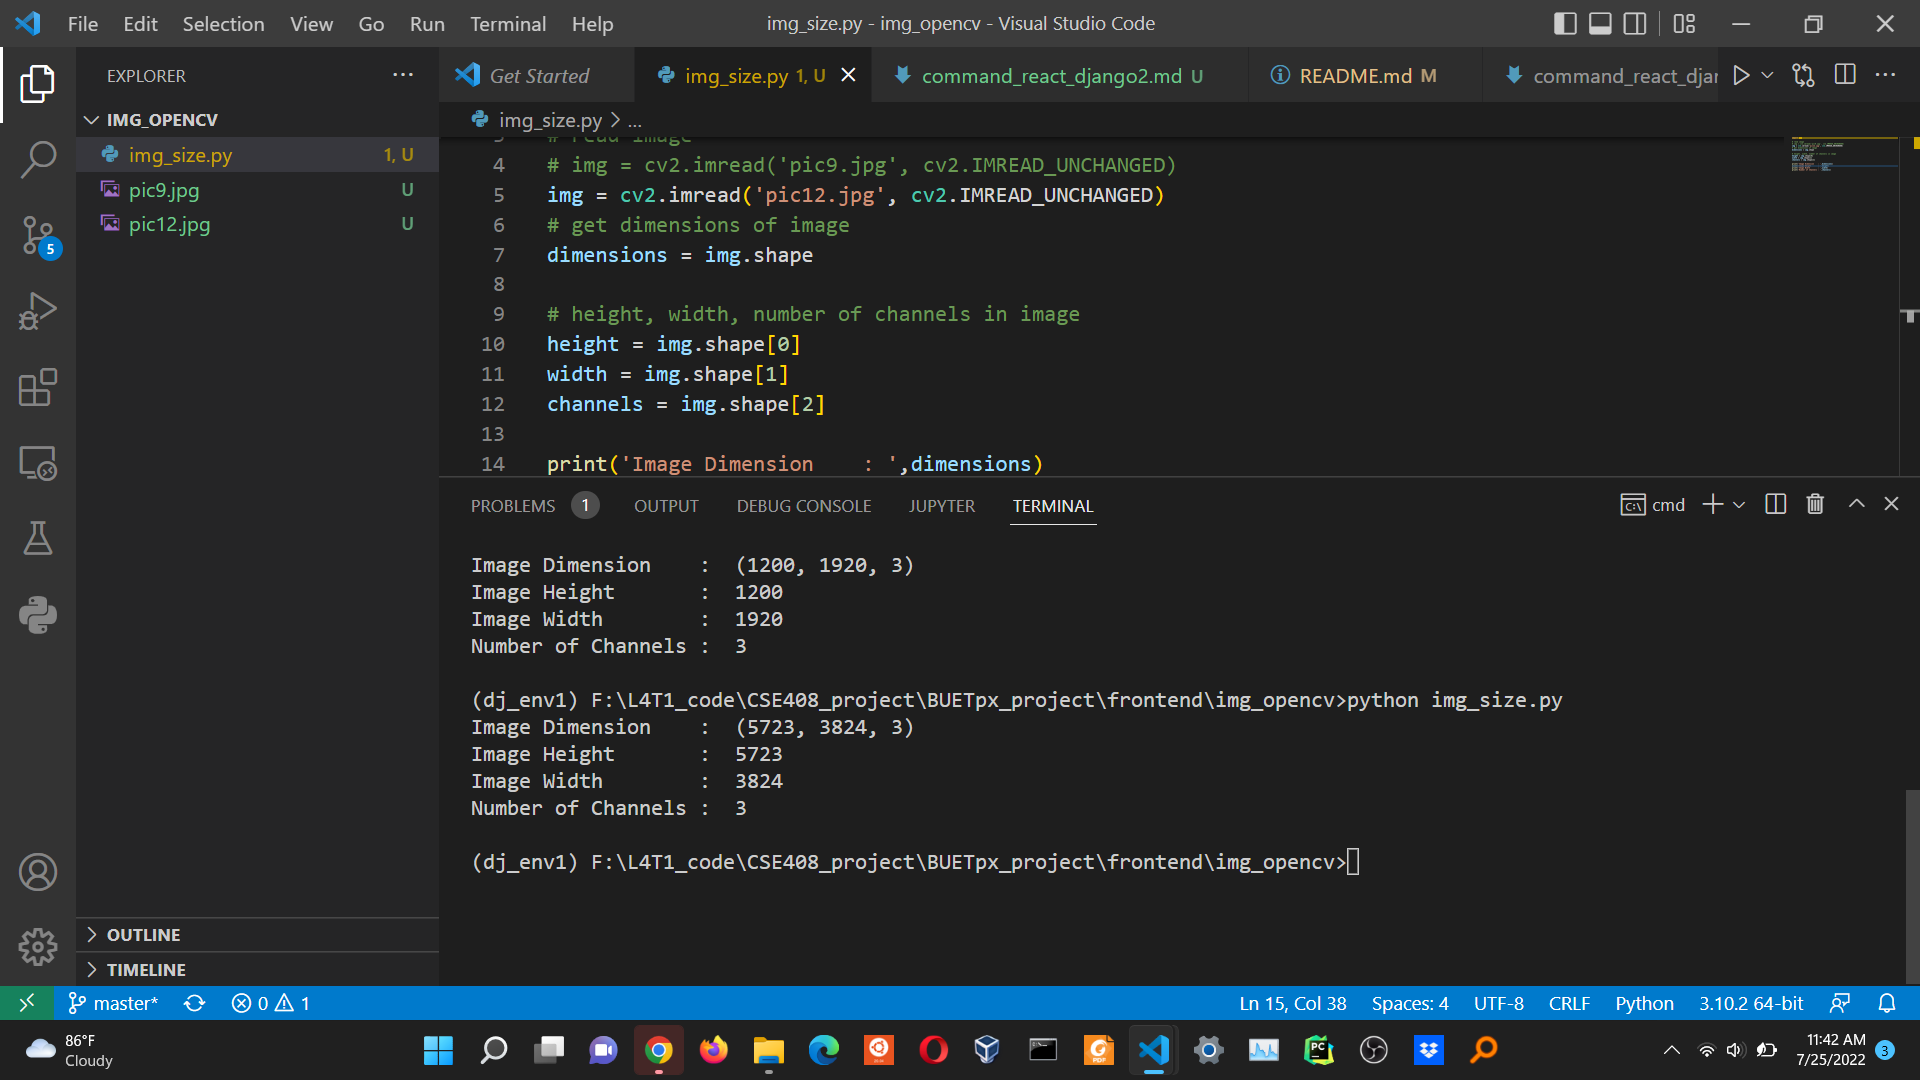 File Edit Selection View Go Run Terminal Help
img_size.py - img_opencv - Visual Studio Code
EXPLORER
Get Started
img_size.py 1, U
command_react_django2.md U
README.md M
command_react_djar
IMG_OPENCV
img_size.py 1, U
pic9.jpg U
pic12.jpg U
5
img_size.py > ...
3 # read image
4 # img = cv2.imread('pic9.jpg', cv2.IMREAD_UNCHANGED)
5 img = cv2.imread('pic12.jpg', cv2.IMREAD_UNCHANGED)
6 # get dimensions of image
7 dimensions = img.shape
8
9 # height, width, number of channels in image
10 height = img.shape[0]
11 width = img.shape[1]
12 channels = img.shape[2]
13
14 print('Image Dimension    : ',dimensions)
PROBLEMS 1 OUTPUT DEBUG CONSOLE JUPYTER TERMINAL
cmd
Image Dimension    :  (1200, 1920, 3)
Image Height       :  1200
Image Width        :  1920
Number of Channels :  3
(dj_env1) F:\L4T1_code\CSE408_project\BUETpx_project\frontend\img_opencv>python img_size.py
Image Dimension    :  (5723, 3824, 3)
Image Height       :  5723
Image Width        :  3824
Number of Channels :  3
(dj_env1) F:\L4T1_code\CSE408_project\BUETpx_project\frontend\img_opencv>
OUTLINE
TIMELINE
master* 0 1
Ln 15, Col 38 Spaces: 4 UTF-8 CRLF Python 3.10.2 64-bit
86°F
Cloudy
11:42 AM
7/25/2022
3